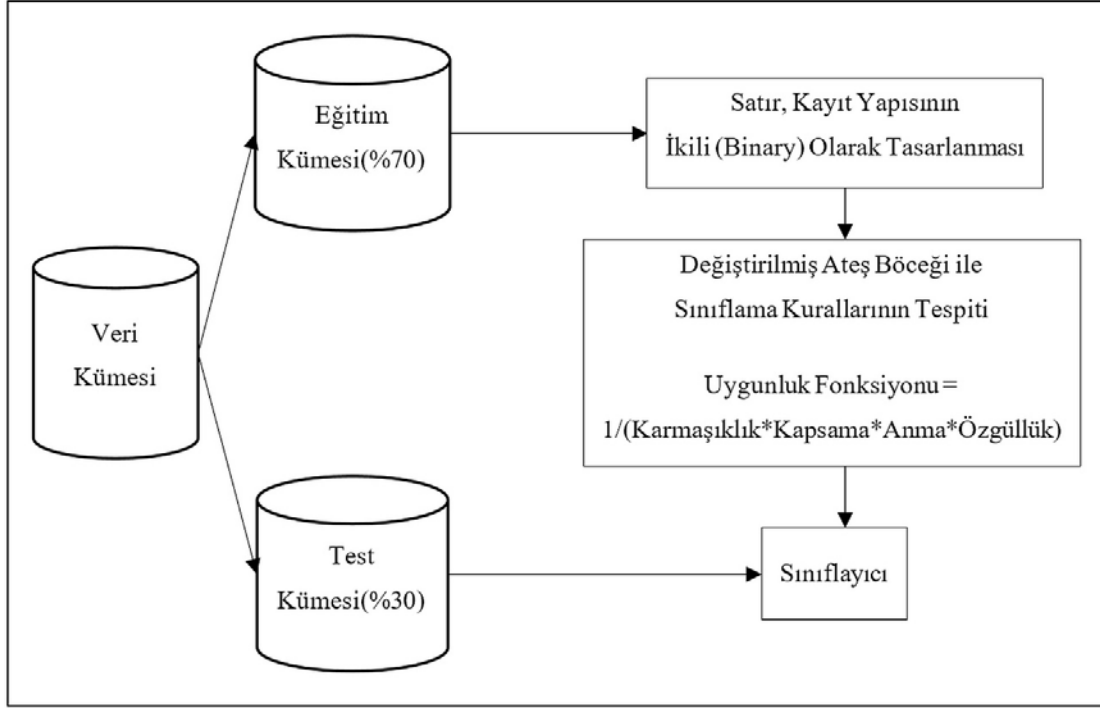 Eğitim
Kümesi(%70)
Satır, Kayıt Yapısının
İkili (Binary) Olarak Tasarlanması
Veri
Kümesi
Değiştirilmiş Ateş Böceği ile
Sınıflama Kurallarının Tespiti
Uygunluk Fonksiyonu =
1/(Karmaşıklık*Kapsama*Anma*Özgüllük)
Test
Kümesi(%30)
Sınıflayıcı